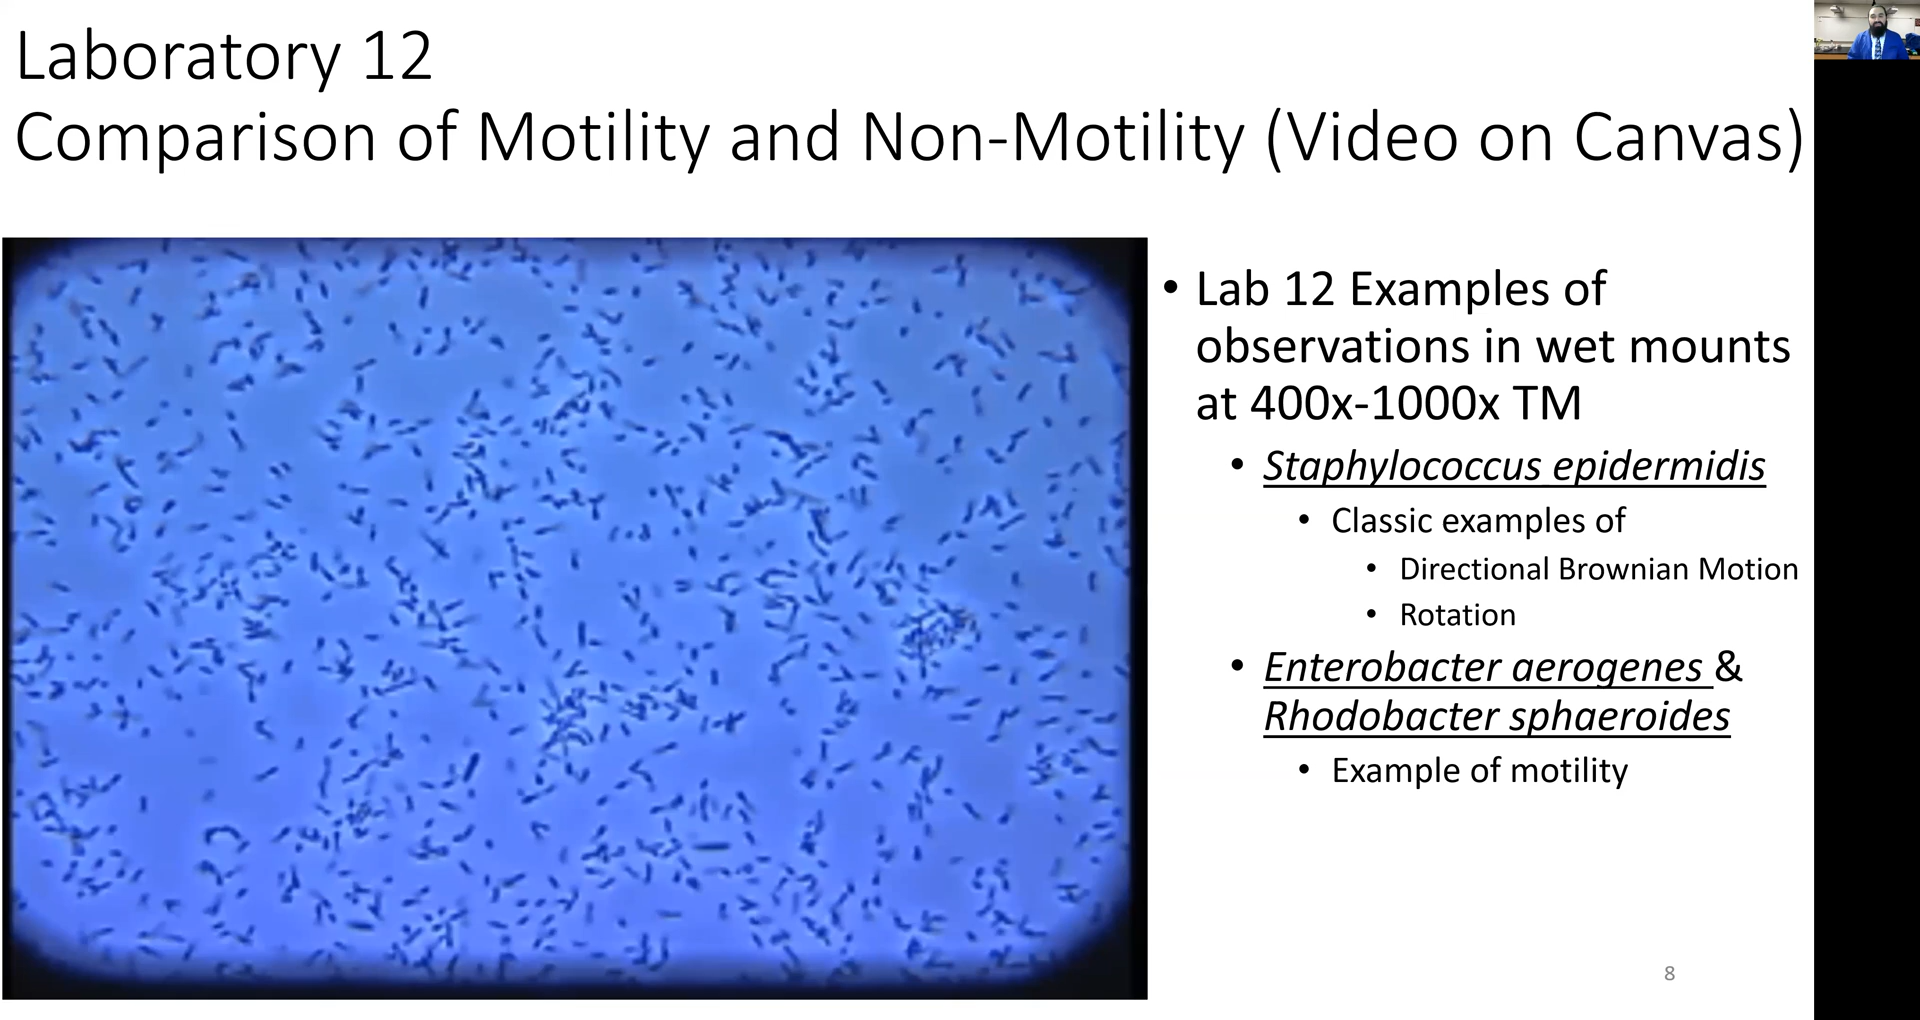 Laboratory 12
Comparison of Motility and Non-Motility (Video on Canvas)
• Lab 12 Examples of
observations in wet mounts
at 400x-1000x TM
• Staphylococcus epidermidis
• Classic examples of
• Directional Brownian Motion
• Rotation
• Enterobacter aerogenes &
Rhodobacter sphaeroides
• Example of motility
8